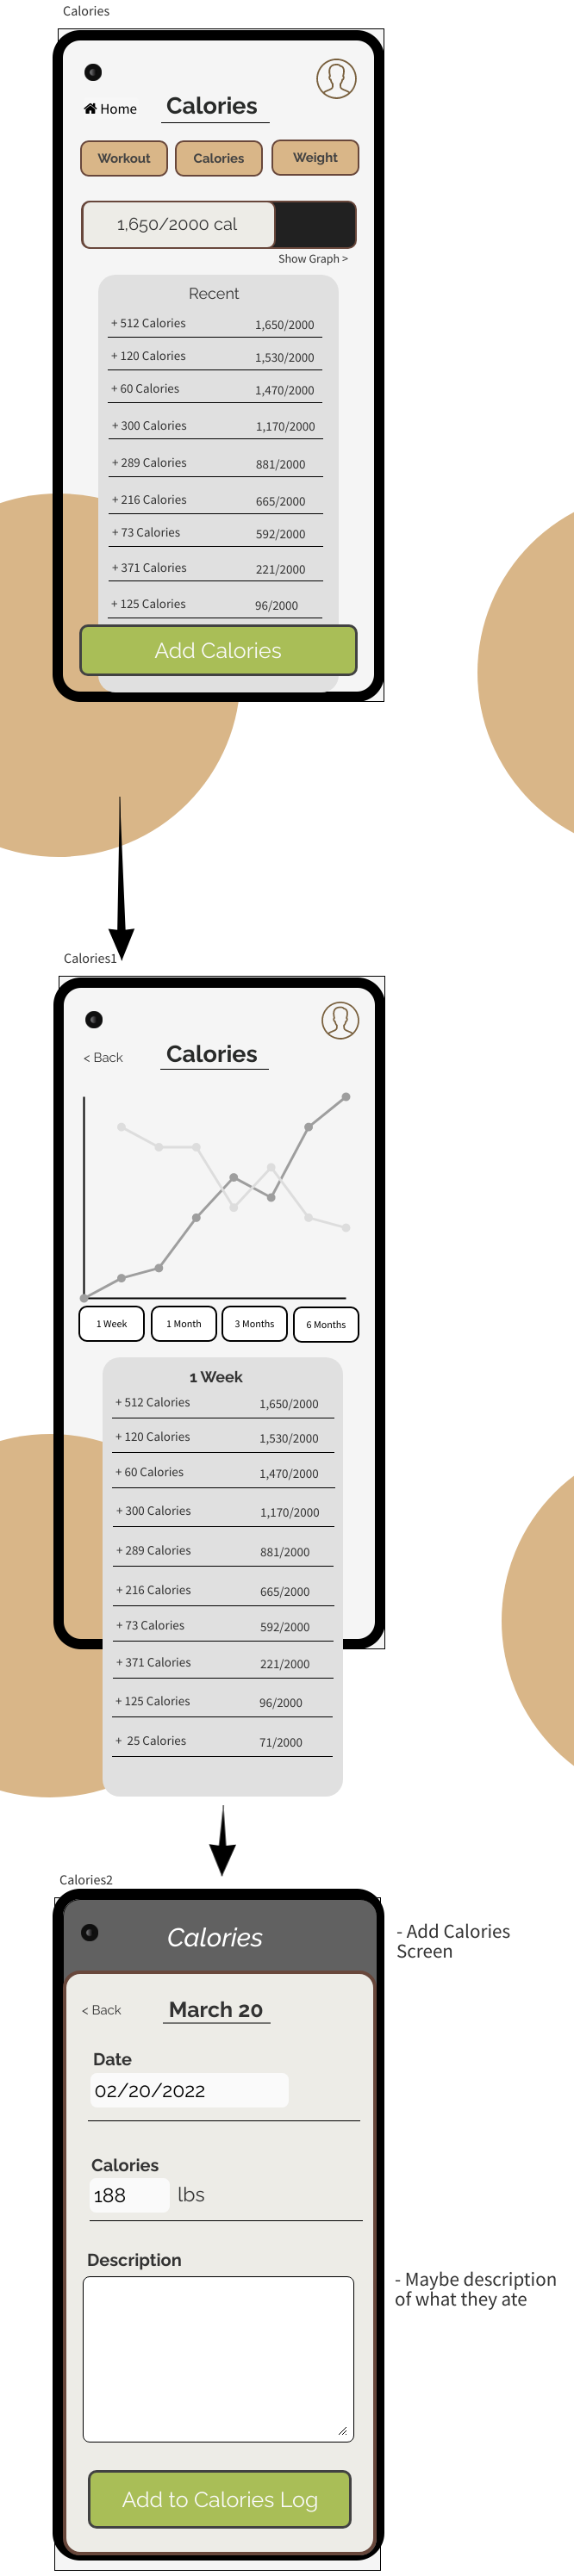 Calories
Home
Calories
Workout
Calories
Weight
1,650/2000 cal
Show Graph >
Recent
+ 512 Calories 1,650/2000
+ 120 Calories 1,530/2000
+ 60 Calories 1,470/2000
+ 300 Calories 1,170/2000
+ 289 Calories 881/2000
+ 216 Calories 665/2000
+ 73 Calories 592/2000
+ 371 Calories 221/2000
+ 125 Calories 96/2000
Add Calories
Calories1
< Back
Calories
1 Week
1 Month
3 Months
6 Months
1 Week
+ 512 Calories 1,650/2000
+ 120 Calories 1,530/2000
+ 60 Calories 1,470/2000
+ 300 Calories 1,170/2000
+ 289 Calories 881/2000
+ 216 Calories 665/2000
+ 73 Calories 592/2000
+ 371 Calories 221/2000
+ 125 Calories 96/2000
+ 25 Calories 71/2000
Calories2
Calories
- Add Calories
Screen
< Back
March 20
Date
02/20/2022
Calories
188 lbs
Description
- Maybe description
of what they ate
Add to Calories Log